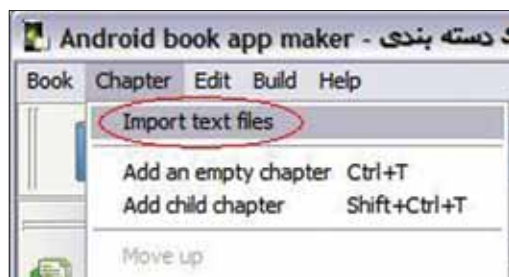 Android book app maker - دسته بندی
Book Chapter Edit Build Help
Import text files
Add an empty chapter Ctrl+T
Add child chapter Shift+Ctrl+T
Move up